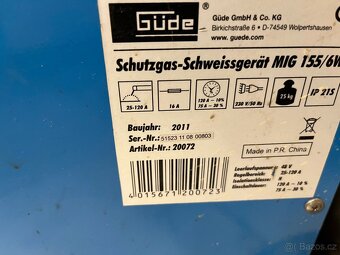 Güde
Güde GmbH & Co. KG
Birkichstraße 6 • D-74549 Wolpertshausen
www.guede.com
Schutzgas-Schweissgerät MIG 155/6W
25-120 A
16 A
120 A – 10%
75 A – 30 %
230 V/50 Hz
25 kg
IP 21S
Baujahr: 2011
Ser.-Nr.: 51523 11 08 00803
Artikel-Nr.: 20072
Made in P.R. China
4 015671 200723
Leerlaufspannung: 48 V
Regelbereich: 25-120 A
Isolationsklasse: H
Einschaltdauer: 120 A - 10 %
75 A - 30 %
bazos.cz